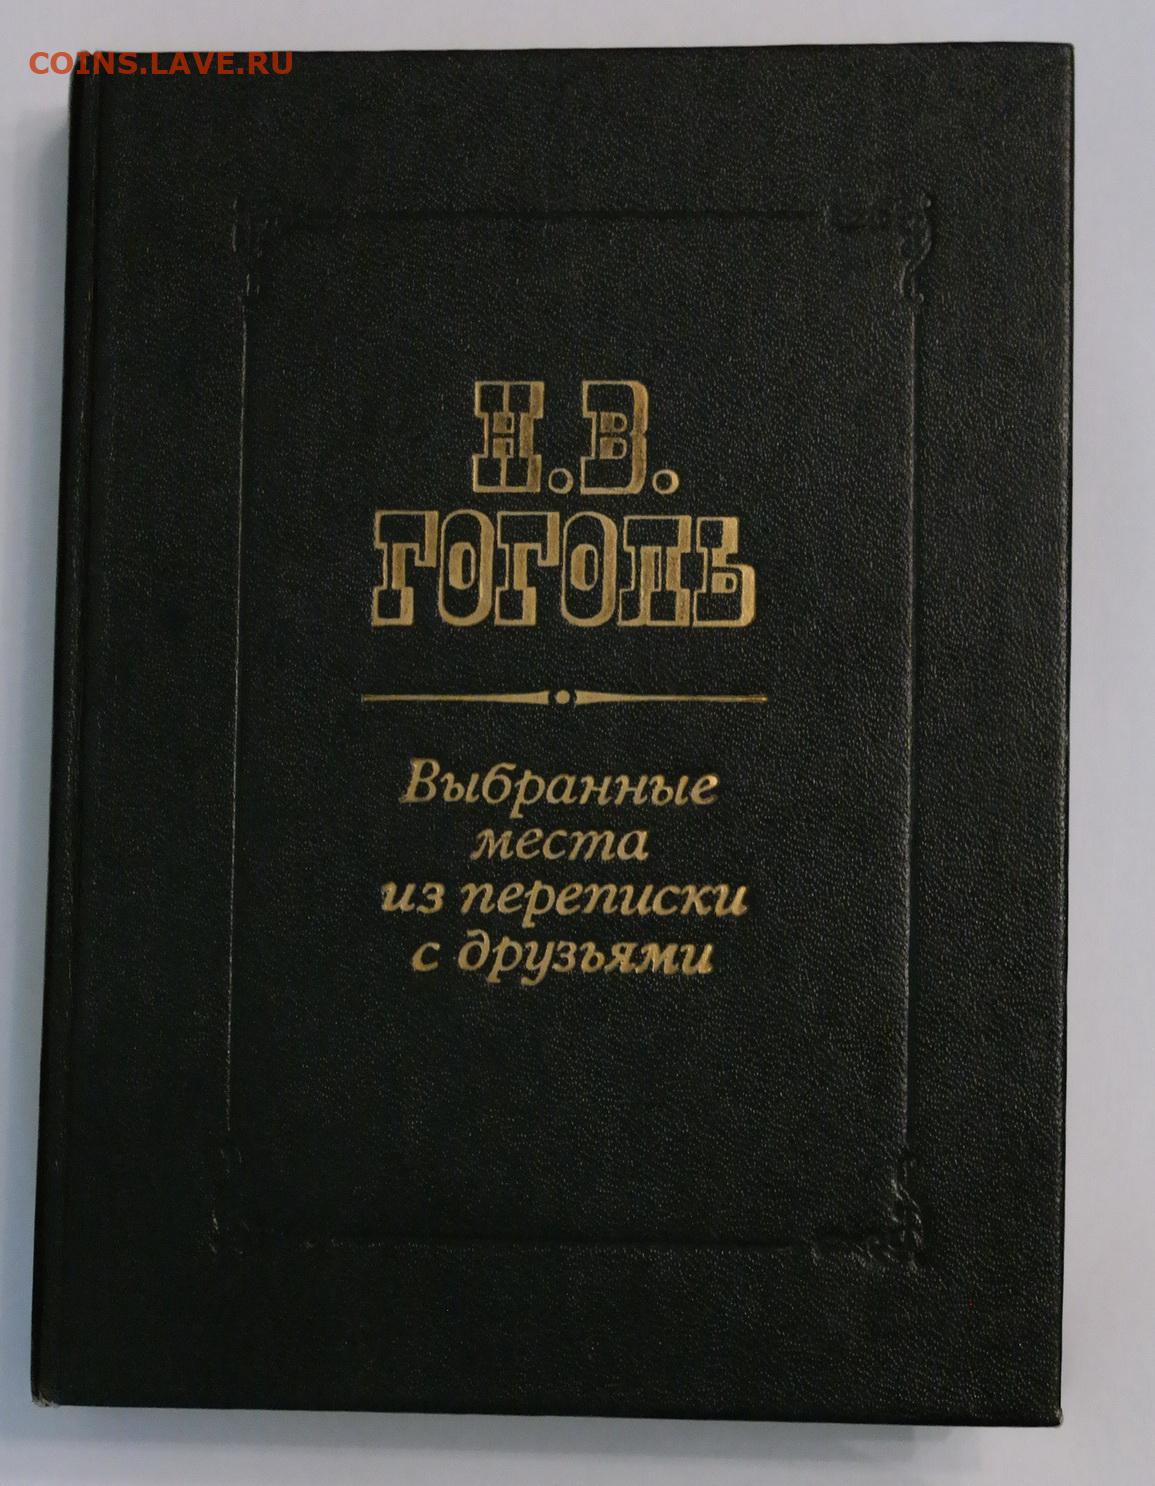 COINS.LAVE.RU
Н.В.
ГОГОЛЬ
Выбранные
места
из переписки
с друзьями